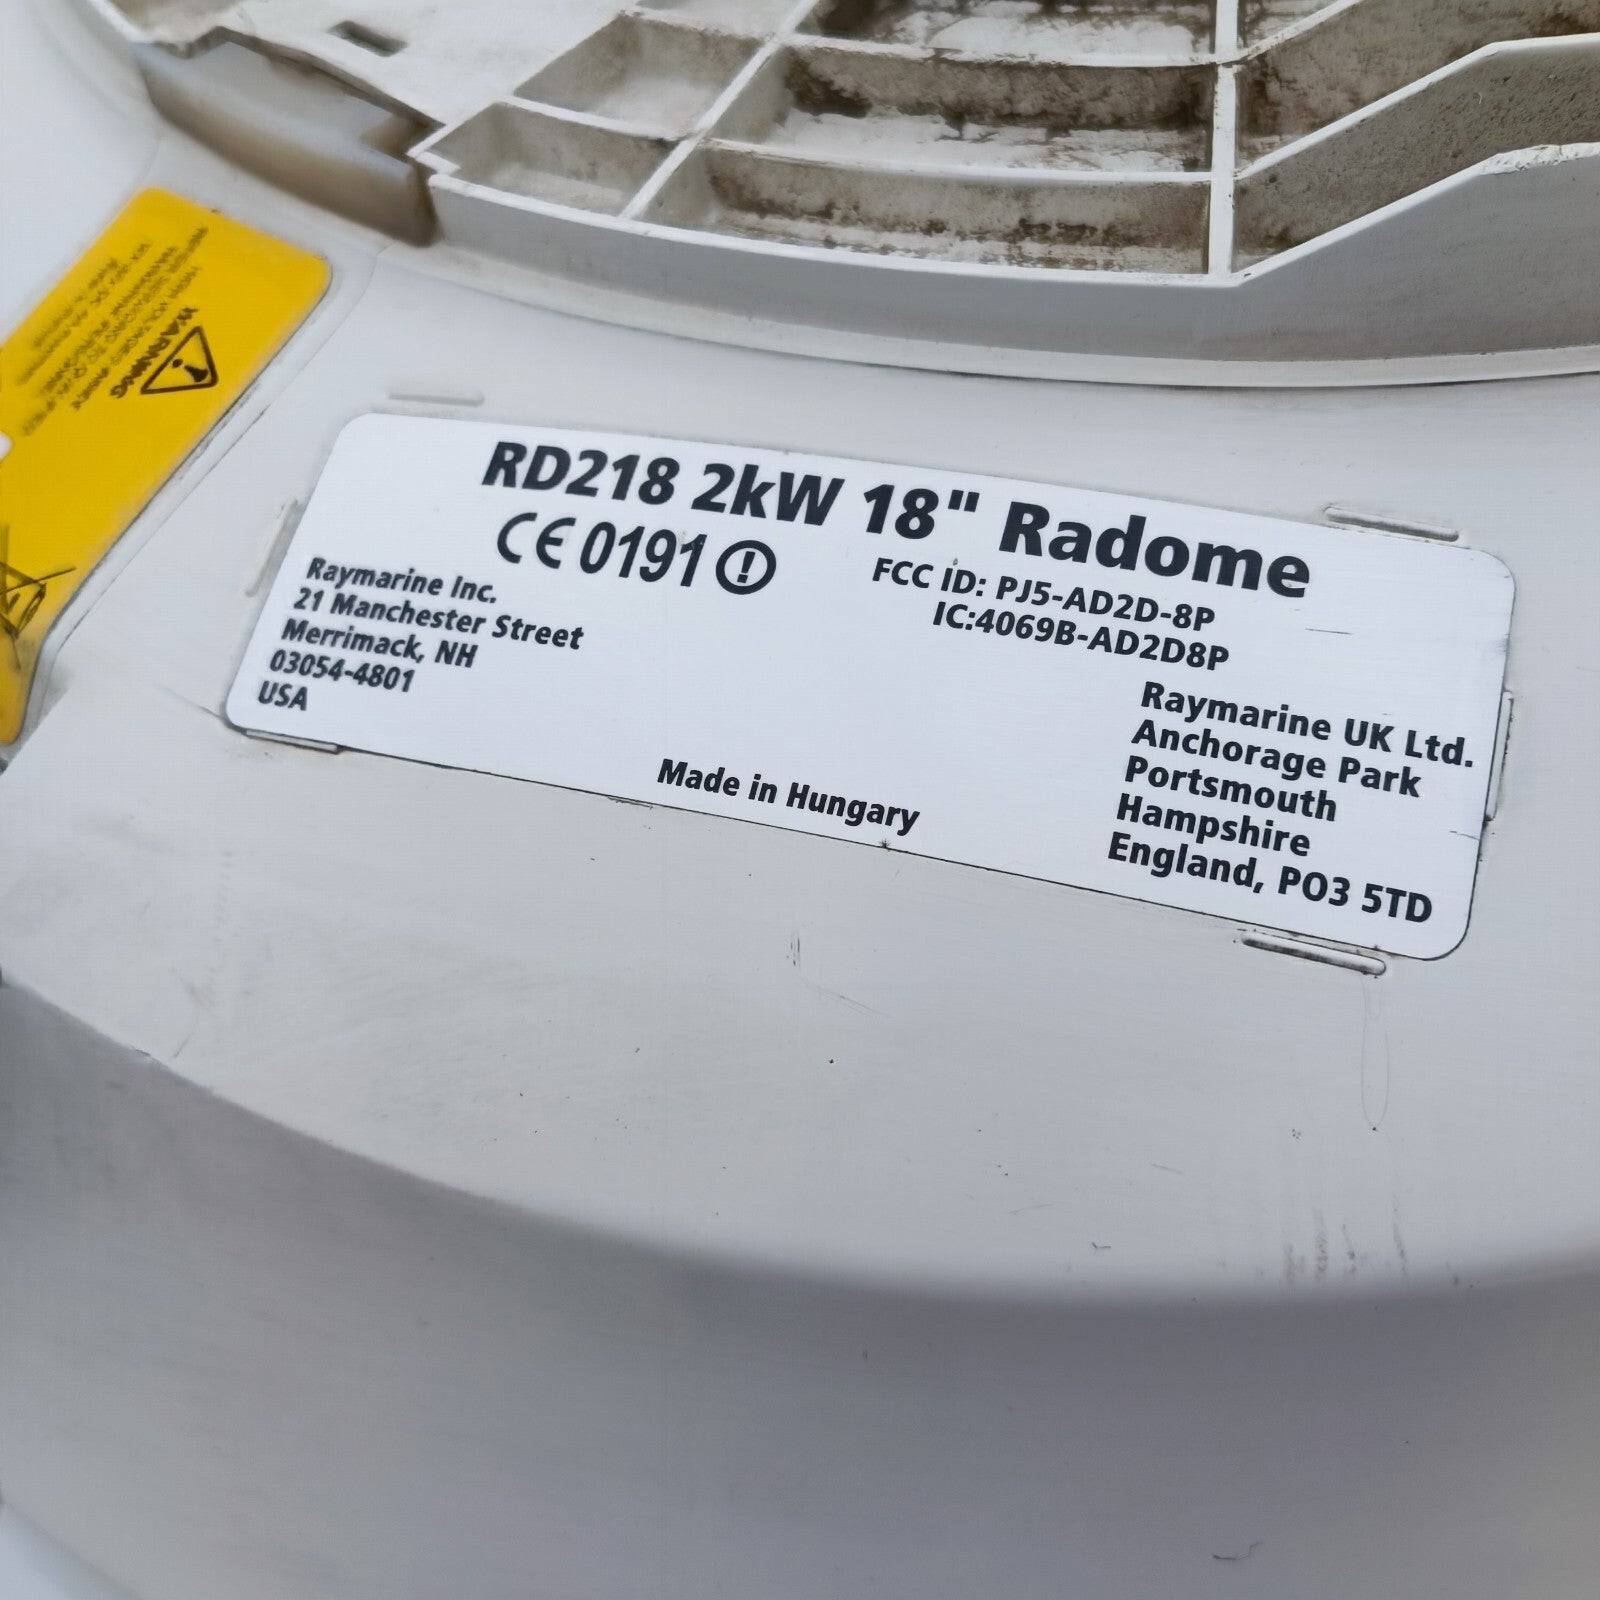 RD218 2kW 18" Radome
CE 0191
FCC ID: PJ5-AD2D-8P
IC:4069B-AD2D8P
Raymarine Inc.
21 Manchester Street
Merrimack, NH
03054-4801
USA
Raymarine UK Ltd.
Anchorage Park
Portsmouth
Hampshire
England, PO3 5TD
Made in Hungary
WARNING